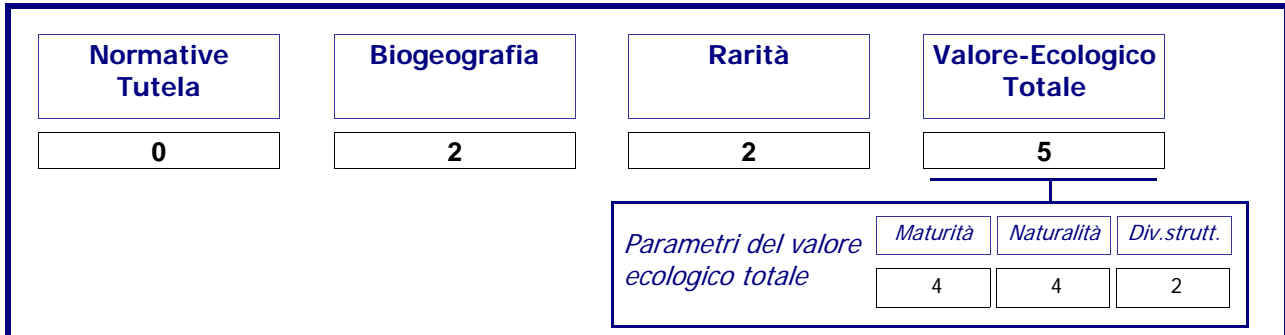 Normative
Tutela
Biogeografia
Rarità
Valore-Ecologico
Totale
0
2
2
5
Parametri del valore
ecologico totale
Maturità
Naturalità
Div.strutt.
4
4
2